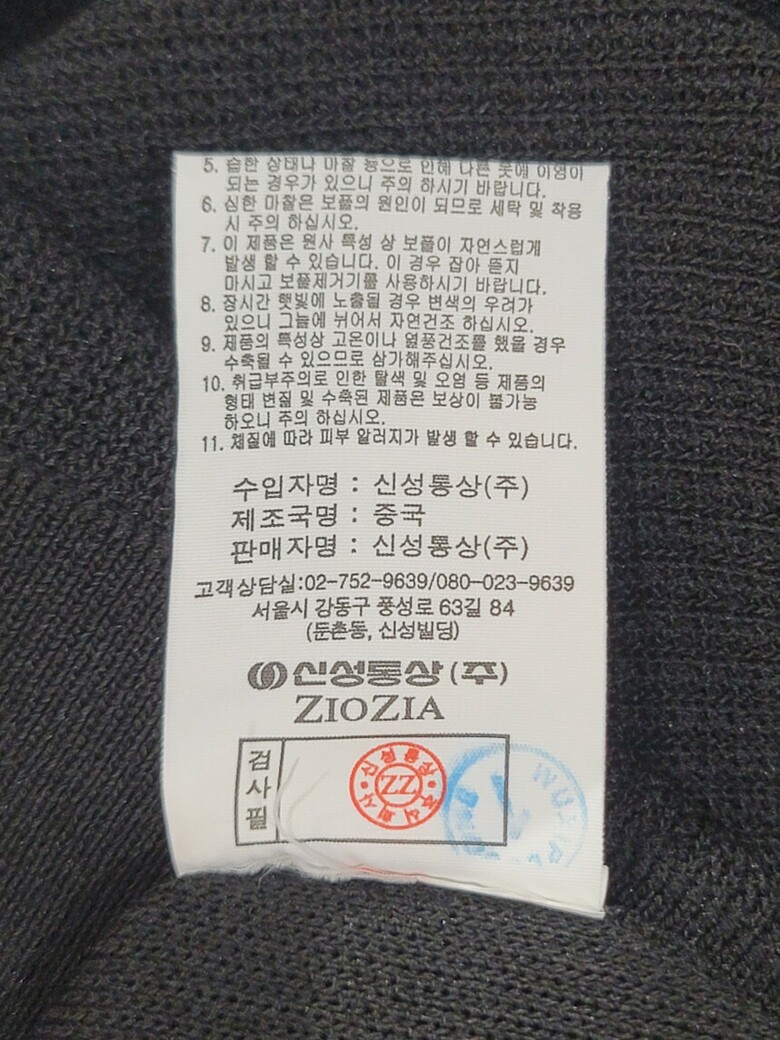 5. 습한 상태나 마찰 등으로 인해 다른 옷에 이염이
되는 경우가 있으니 주의 하시기 바랍니다.
6. 심한 마찰은 보풀의 원인이 되므로 세탁 및 착용
시 주의 하십시오.
7. 이 제품은 원사 특성 상 보풀이 자연스럽게
발생 할 수 있습니다. 이 경우 잡아 뜯지
마시고 보풀제거기를 사용하시기 바랍니다.
8. 장시간 햇빛에 노출될 경우 변색의 우려가
있으니 그늘에 뉘어서 자연건조 하십시오.
9. 제품의 특성상 고온이나 열풍건조를 했을 경우
수축될 수 있으므로 삼가해주십시오.
10. 취급부주의로 인한 탈색 및 오염 등 제품의
형태 변질 및 수축된 제품은 보상이 불가능
하오니 주의 하십시오.
11. 체질에 따라 피부 알러지가 발생 할 수 있습니다.
수입자명 : 신성통상(주)
제조국명 : 중국
판매자명 : 신성통상(주)
고객상담실:02-752-9639/080-023-9639
서울시 강동구 풍성로 63길 84
(둔촌동, 신성빌딩)
신성통상(주)
ZIOZIA
검사필
신성통상
ZZ
주식회사